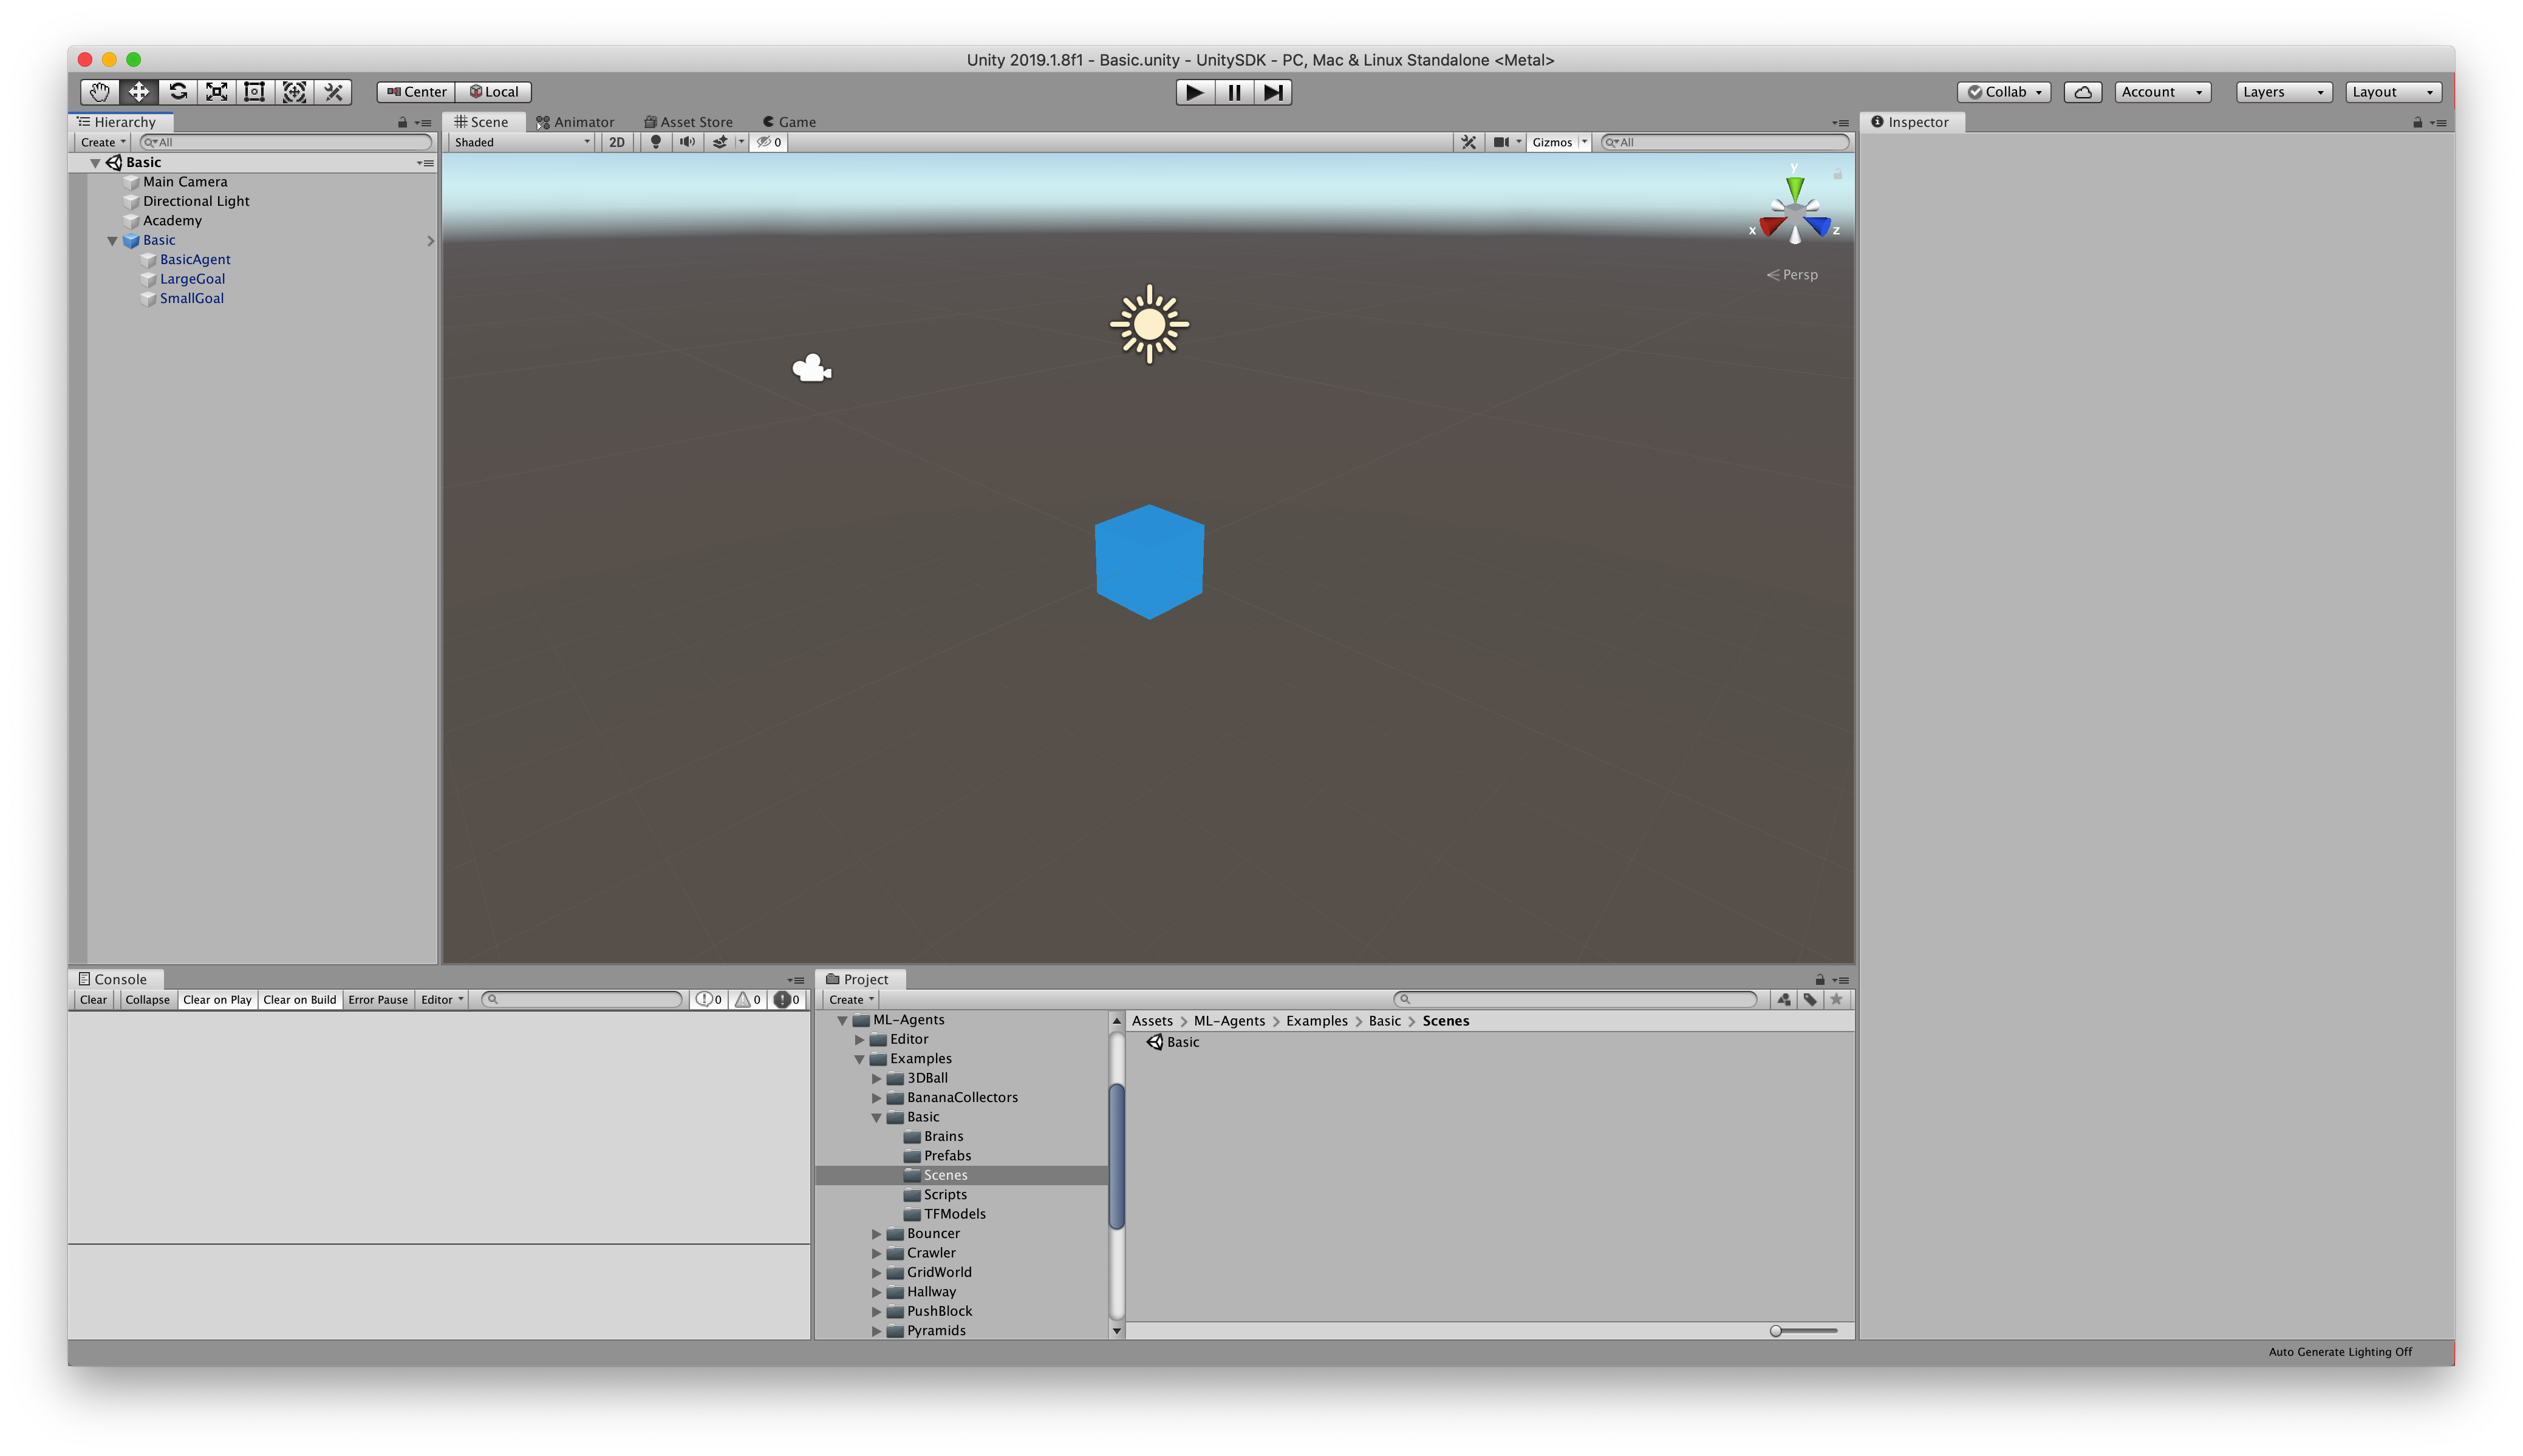 Unity 2019.1.8f1 - Basic.unity - UnitySDK - PC, Mac & Linux Standalone <Metal>
Center Local Collab Account Layers Layout
Hierarchy
Create All
Basic
Main Camera
Directional Light
Academy
Basic
BasicAgent
LargeGoal
SmallGoal
Scene Animator Asset Store Game
Shaded 2D 0 Gizmos All
y
x z
Persp
Inspector
Console
Clear Collapse Clear on Play Clear on Build Error Pause Editor 0 0 0
Project
Create
ML-Agents
Editor
Examples
3DBall
BananaCollectors
Basic
Brains
Prefabs
Scenes
Scripts
TFModels
Bouncer
Crawler
GridWorld
Hallway
PushBlock
Pyramids
Assets > ML-Agents > Examples > Basic > Scenes
Basic
Auto Generate Lighting Off